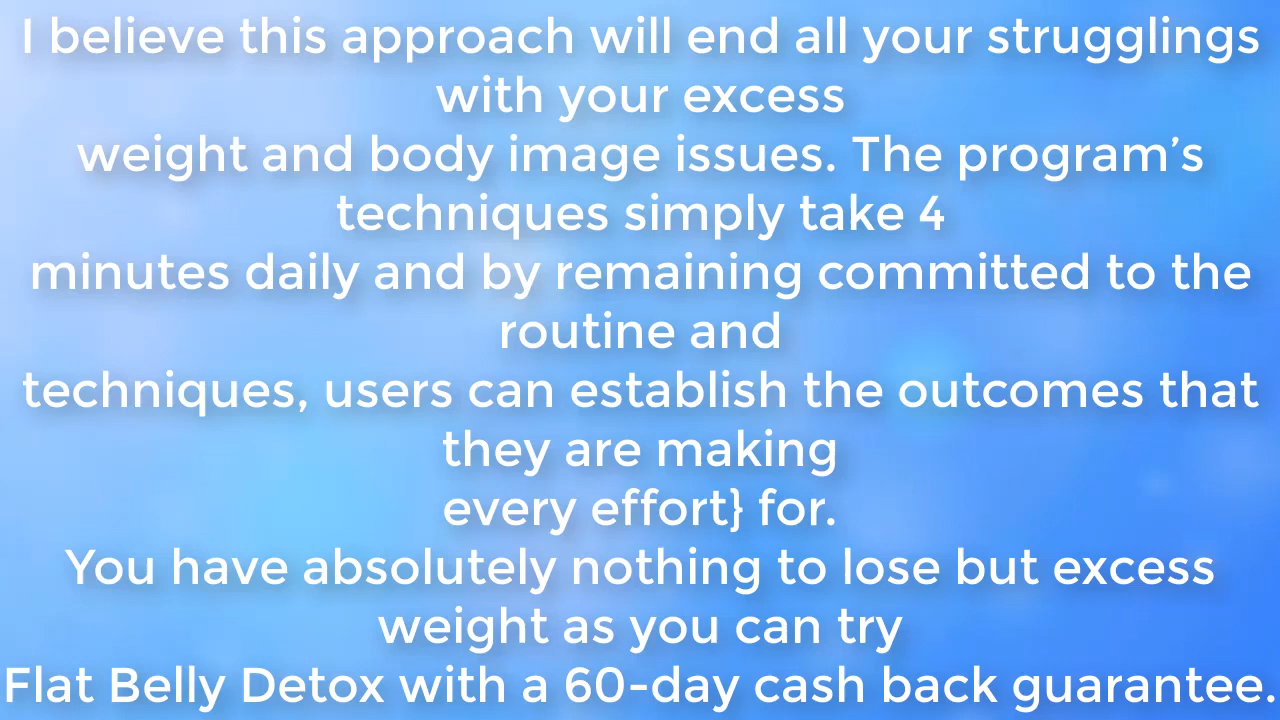 I believe this approach will end all your strugglings
with your excess
weight and body image issues. The program’s
techniques simply take 4
minutes daily and by remaining committed to the
routine and
techniques, users can establish the outcomes that
they are making
every effort} for.
You have absolutely nothing to lose but excess
weight as you can try
Flat Belly Detox with a 60-day cash back guarantee.